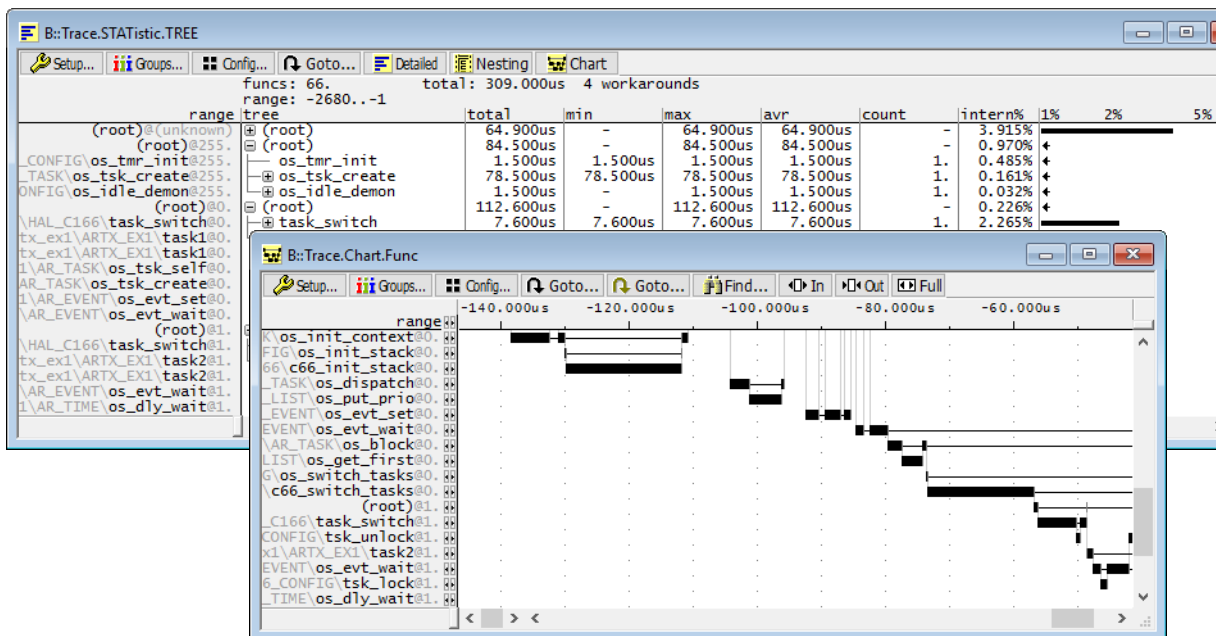 B::Trace.STATistic.TREE
Setup... Groups... Config... Goto... Detailed Nesting Chart
funcs: 66. total: 309.000us 4 workarounds
range: -2680..-1
range tree total min max avr count intern% 1% 2% 5%
(root)@(unknown) (root) 64.900us - 64.900us 64.900us - 3.915%
(root)@255. (root) 84.500us - 84.500us 84.500us - 0.970%
_CONFIG\os_tmr_init@255. os_tmr_init 1.500us 1.500us 1.500us 1.500us 1. 0.485%
_TASK\os_tsk_create@255. os_tsk_create 78.500us 78.500us 78.500us 78.500us 1. 0.161%
ONFIG\os_idle_demon@255. os_idle_demon 1.500us - 1.500us 1.500us 1. 0.032%
(root)@0. (root) 112.600us - 112.600us 112.600us - 0.226%
\HAL_C166\task_switch@0. task_switch 7.600us 7.600us 7.600us 7.600us 1. 2.265%
tx_ex1\ARTX_EX1\task1@0.
tx_ex1\ARTX_EX1\task1@0.
1\AR_TASK\os_tsk_self@0.
AR_TASK\os_tsk_create@0.
1\AR_EVENT\os_evt_set@0.
\AR_EVENT\os_evt_wait@0.
(root)@1.
\HAL_C166\task_switch@1.
tx_ex1\ARTX_EX1\task2@1.
tx_ex1\ARTX_EX1\task2@1.
\AR_EVENT\os_evt_wait@1.
1\AR_TIME\os_dly_wait@1.
B::Trace.Chart.Func
Setup... Groups... Config... Goto... Goto... Find... In Out Full
-140.000us -120.000us -100.000us -80.000us -60.000us
range
K\os_init_context@0.
FIG\os_init_stack@0.
66\c66_init_stack@0.
_TASK\os_dispatch@0.
_LIST\os_put_prio@0.
_EVENT\os_evt_set@0.
EVENT\os_evt_wait@0.
\AR_TASK\os_block@0.
LIST\os_get_first@0.
G\os_switch_tasks@0.
\c66_switch_tasks@0.
(root)@1.
_C166\task_switch@1.
CONFIG\tsk_unlock@1.
x1\ARTX_EX1\task2@1.
EVENT\os_evt_wait@1.
6_CONFIG\tsk_lock@1.
_TIME\os_dly_wait@1.